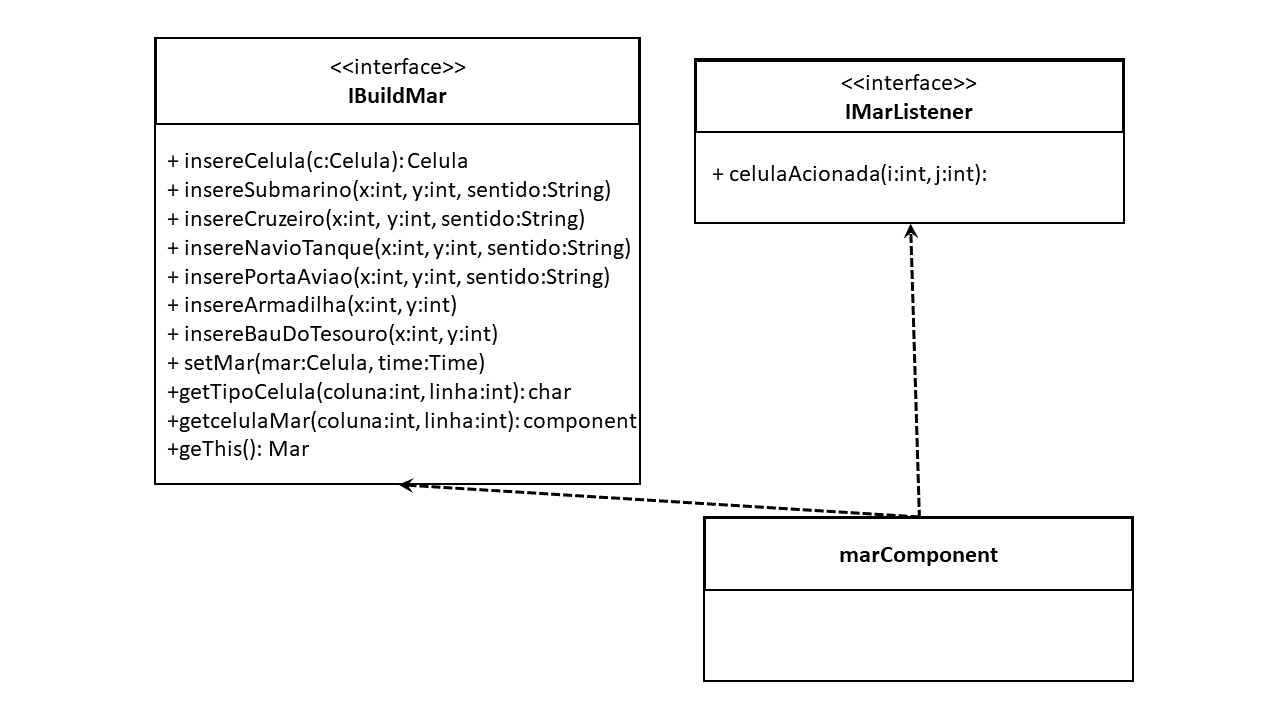 <<interface>>
IBuildMar
+ insereCelula(c:Celula): Celula
+ insereSubmarino(x:int, y:int, sentido:String)
+ insereCruzeiro(x:int, y:int, sentido:String)
+ insereNavioTanque(x:int, y:int, sentido:String)
+ inserePortaAviao(x:int, y:int, sentido:String)
+ insereArmadilha(x:int, y:int)
+ insereBauDoTesouro(x:int, y:int)
+ setMar(mar:Celula, time:Time)
+getTipoCelula(coluna:int, linha:int): char
+getcelulaMar(coluna:int, linha:int): component
+geThis(): Mar
<<interface>>
IMarListener
+ celulaAcionada(i:int, j:int):
marComponent